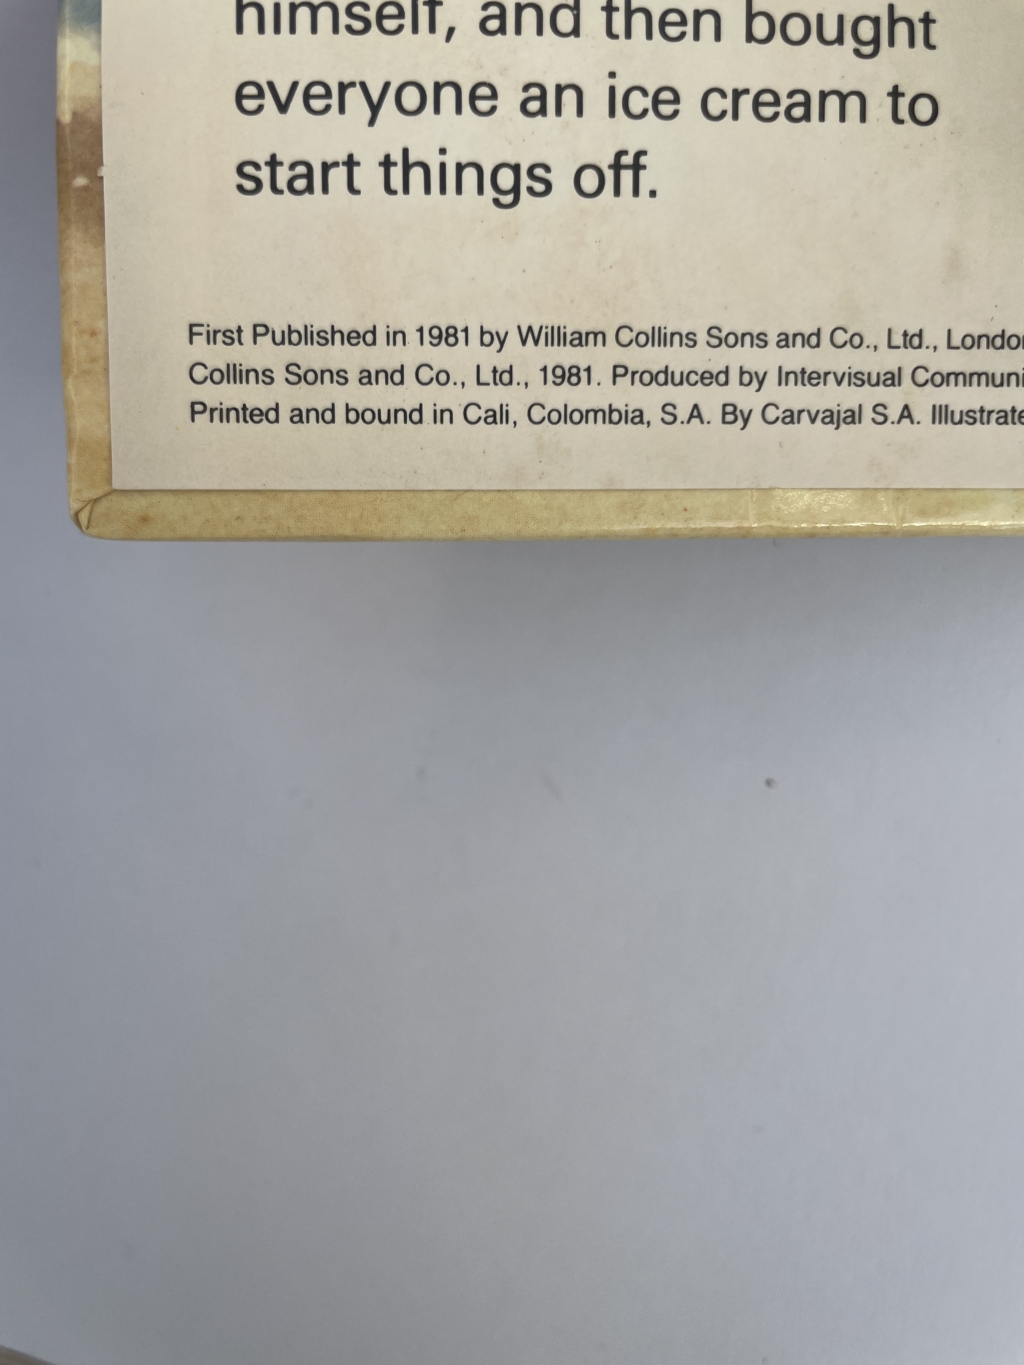 himself, and then bought
everyone an ice cream to
start things off.
First Published in 1981 by William Collins Sons and Co., Ltd.,
Collins Sons and Co., Ltd., 1981. Produced by Intervisual
Printed and bound in Cali, Colombia, S.A. By Carvajal S.A.